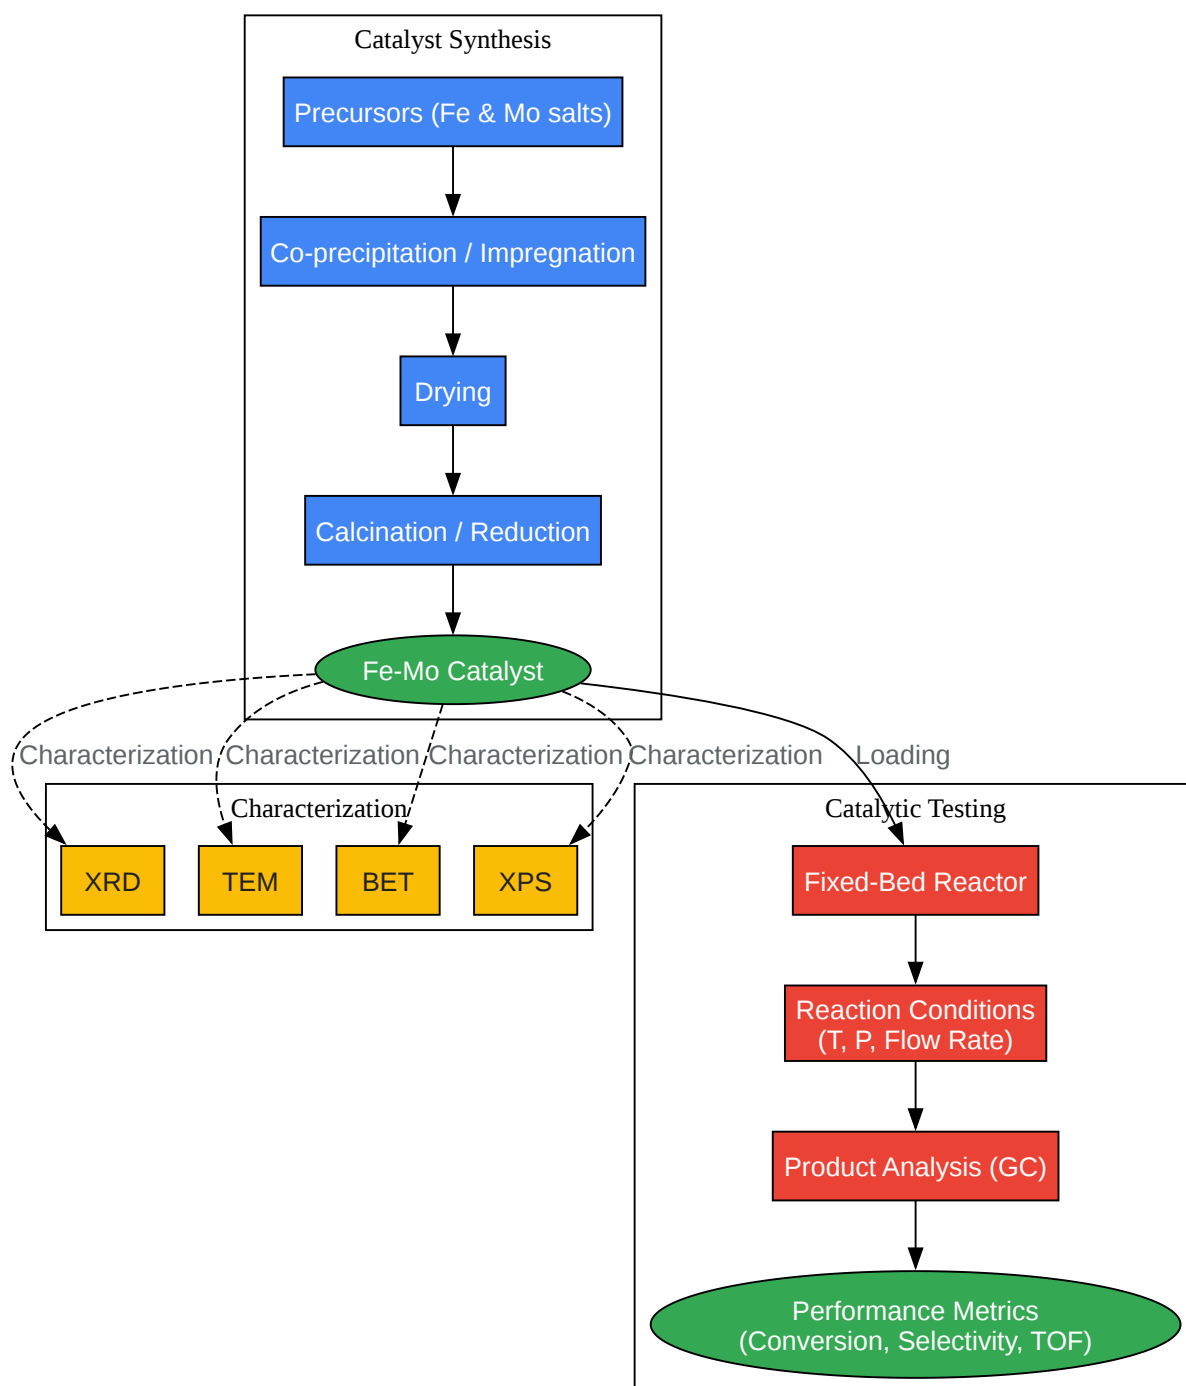 Catalyst Synthesis
Precursors (Fe & Mo salts)
Co-precipitation / Impregnation
Drying
Calcination / Reduction
Fe-Mo Catalyst
Characterization
Characterization
Characterization
Characterization
Loading
Characterization
XRD
TEM
BET
XPS
Catalytic Testing
Fixed-Bed Reactor
Reaction Conditions
(T, P, Flow Rate)
Product Analysis (GC)
Performance Metrics
(Conversion, Selectivity, TOF)